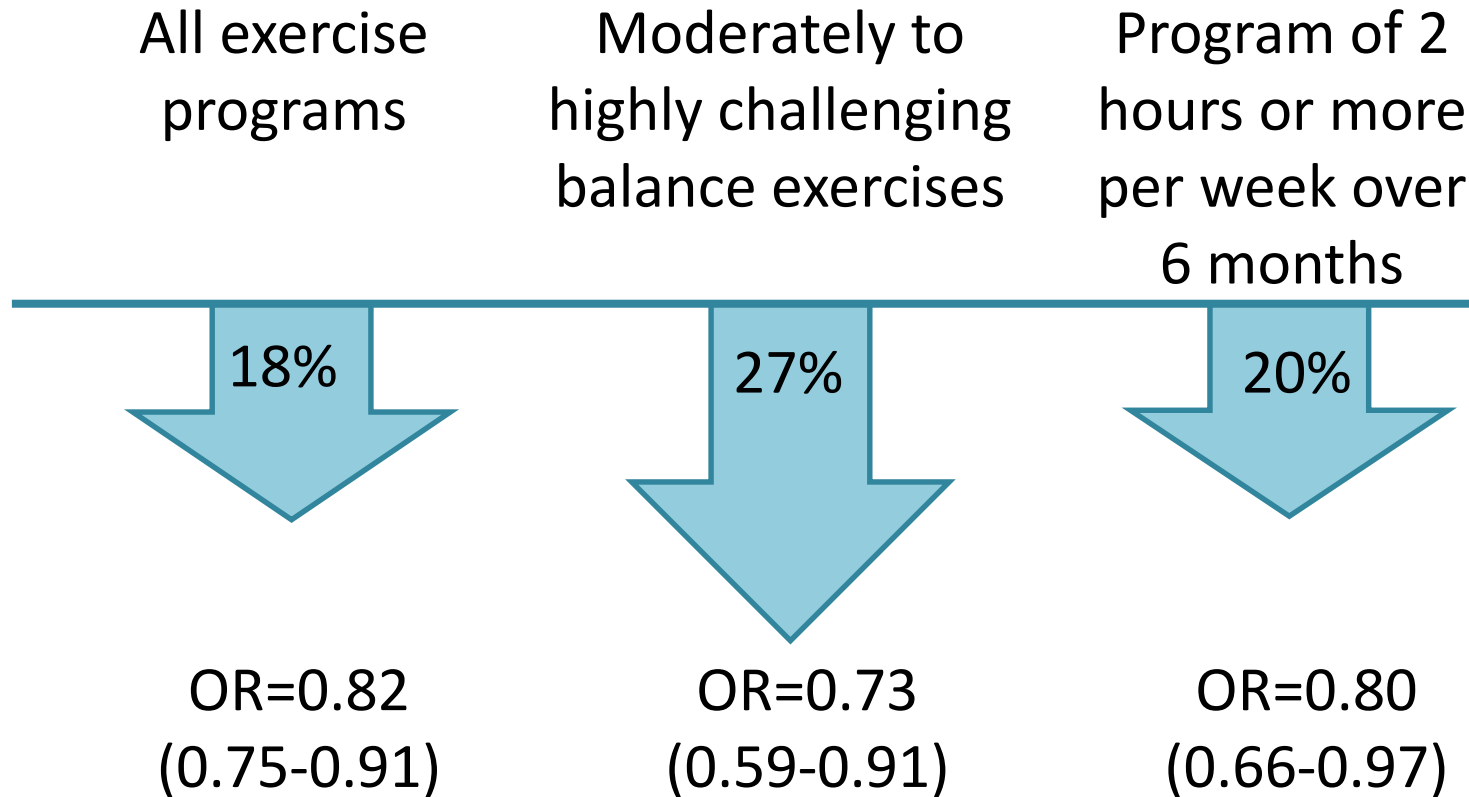 All exercise
programs
Moderately to
highly challenging
balance exercises
Program of 2
hours or more
per week over
6 months
18%
27%
20%
OR=0.82
(0.75-0.91)
OR=0.73
(0.59-0.91)
OR=0.80
(0.66-0.97)